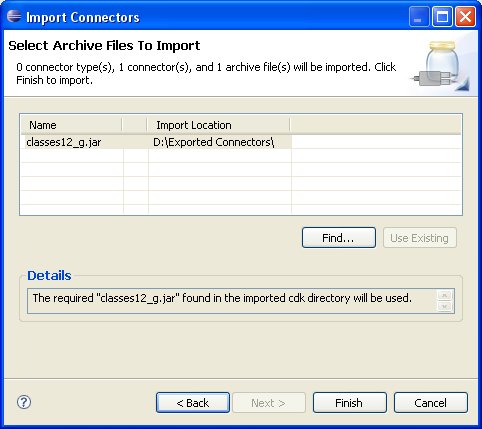 Import Connectors
Select Archive Files To Import
0 connector type(s), 1 connector(s), and 1 archive file(s) will be imported. Click
Finish to import.
Name Import Location
classes12_g.jar D:\Exported Connectors\
Find... Use Existing
Details
The required "classes12_g.jar" found in the imported cdk directory will be used.
? < Back Next > Finish Cancel